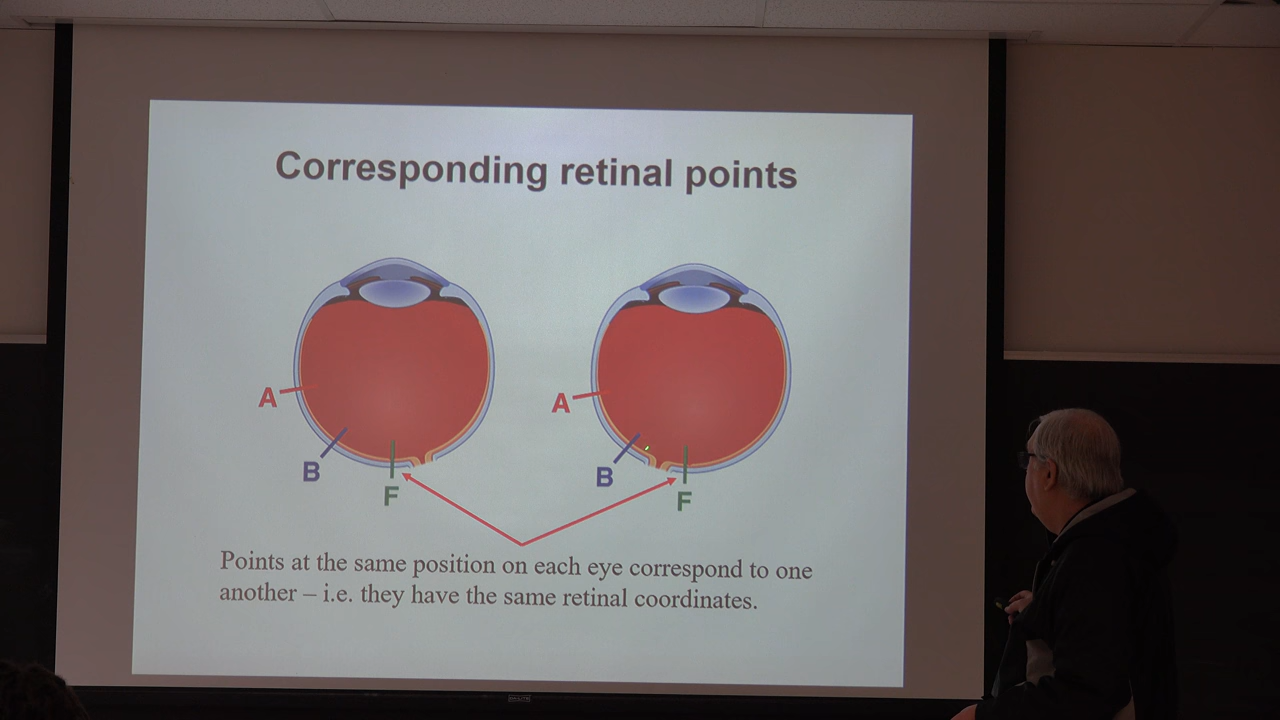 Corresponding retinal points
A
A
B
B
F
F
Points at the same position on each eye correspond to one
another – i.e. they have the same retinal coordinates.